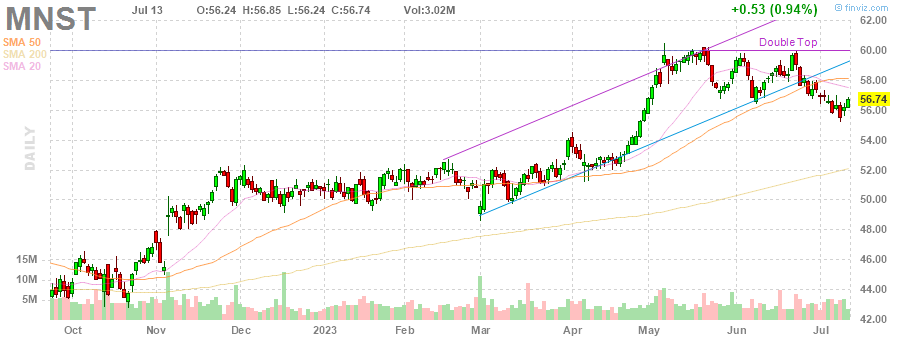 MNST Jul 13 O:56.24 H:56.85 L:56.24 C:56.74 Vol:3.02M +0.53 (0.94%) © finviz.com
SMA 50
SMA 200
SMA 20
Double Top
DAILY
62.00
60.00
58.00
56.74
56.00
54.00
52.00
50.00
48.00
46.00
44.00
42.00
15M
10M
5M
Oct Nov Dec 2023 Feb Mar Apr May Jun Jul